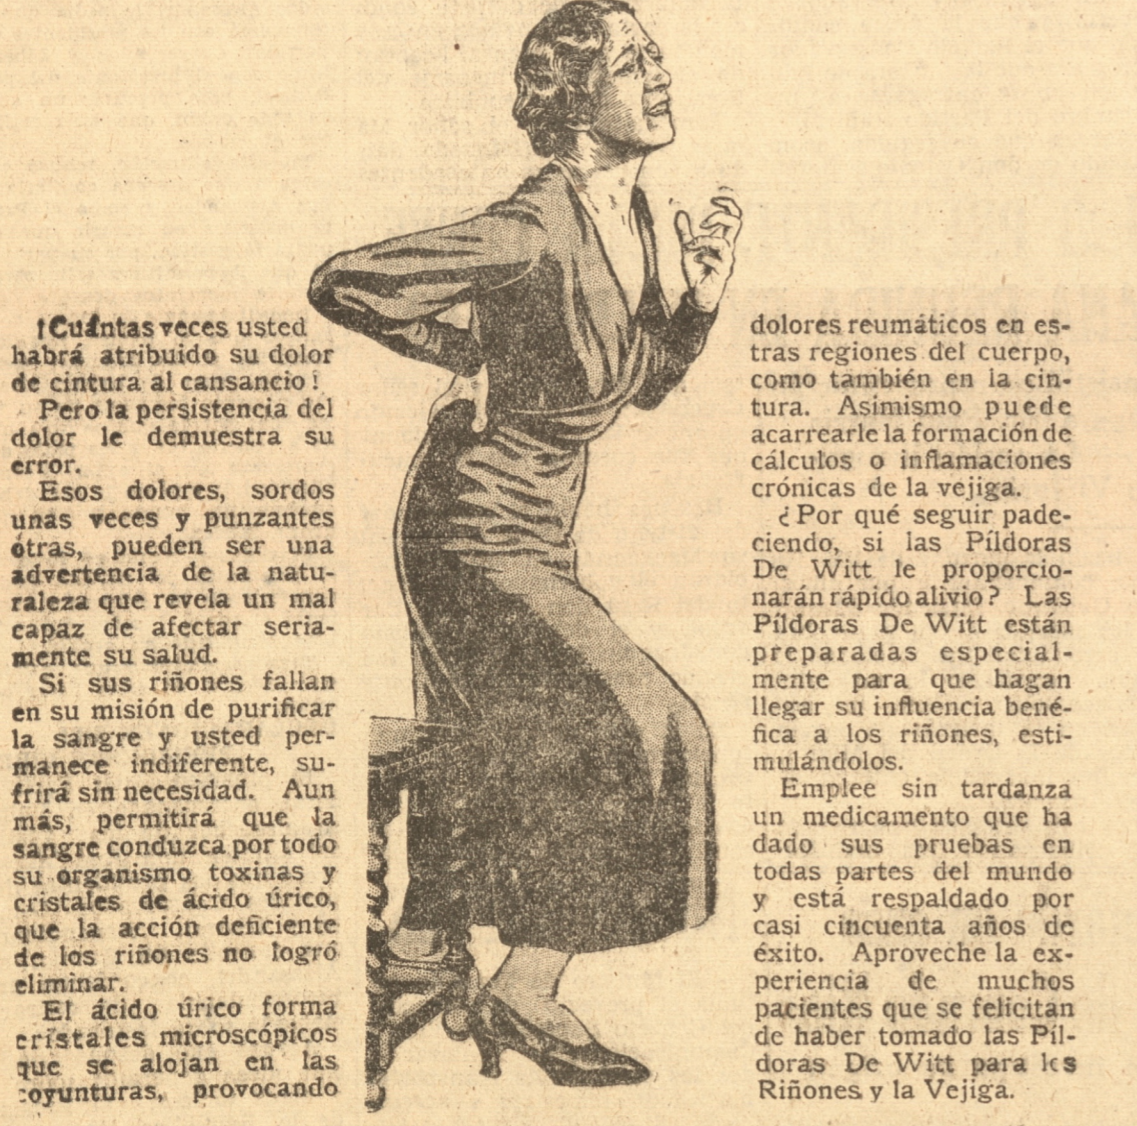 ¡Cuántas veces usted
habrá atribuido su dolor
de cintura al cansancio!
Pero la persistencia del
dolor le demuestra su
error.
Esos dolores, sordos
unas veces y punzantes
otras, pueden ser una
advertencia de la natu-
raleza que revela un mal
capaz de afectar seria-
mente su salud.
Si sus riñones fallan
en su misión de purificar
la sangre y usted per-
manece indiferente, su-
frirá sin necesidad. Aun
más, permitirá que la
sangre conduzca por todo
su organismo toxinas y
cristales de ácido úrico,
que la acción deficiente
de los riñones no logró
eliminar.
El ácido úrico forma
cristales microscópicos
que se alojan en las
coyunturas, provocando
dolores reumáticos en es-
tras regiones del cuerpo,
como también en la cin-
tura. Asimismo puede
acarrearle la formación de
cálculos o inflamaciones
crónicas de la vejiga.
¿Por qué seguir pade-
ciendo, si las Píldoras
De Witt le proporcio-
narán rápido alivio? Las
Píldoras De Witt están
preparadas especial-
mente para que hagan
llegar su influencia bené-
fica a los riñones, esti-
mulándolos.
Emplee sin tardanza
un medicamento que ha
dado sus pruebas en
todas partes del mundo
y está respaldado por
casi cincuenta años de
éxito. Aproveche la ex-
periencia de muchos
pacientes que se felicitan
de haber tomado las Píl-
doras De Witt para los
Riñones y la Vejiga.